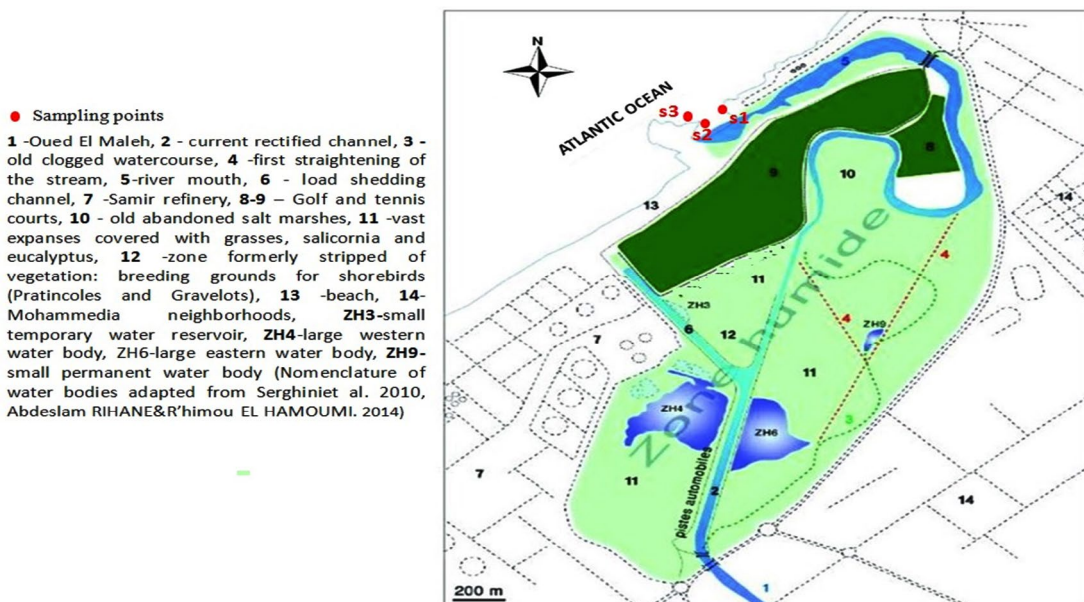 Sampling points
1 -Oued El Maleh, 2 - current rectified channel, 3 -
old clogged watercourse, 4 -first straightening of
the stream, 5-river mouth, 6 - load shedding
channel, 7 -Samir refinery, 8-9 – Golf and tennis
courts, 10 - old abandoned salt marshes, 11 -vast
expanses covered with grasses, salicornia and
eucalyptus, 12 -zone formerly stripped of
vegetation: breeding grounds for shorebirds
(Pratincoles and Gravelots), 13 -beach, 14-
Mohammedia neighborhoods, ZH3-small
temporary water reservoir, ZH4-large western
water body, ZH6-large eastern water body, ZH9-
small permanent water body (Nomenclature of
water bodies adapted from Serghiniet al. 2010,
Abdeslam RIHANE&R'himou EL HAMOUMI. 2014)
N
ATLANTIC OCEAN
5
s3
s1
s2
8
10
9
13
14
4
11
ZH3
6
12
4
ZH9
7
11
Zone humide
ZH4
ZH6
3
7
11
pistes automobiles
2
14
1
200 m